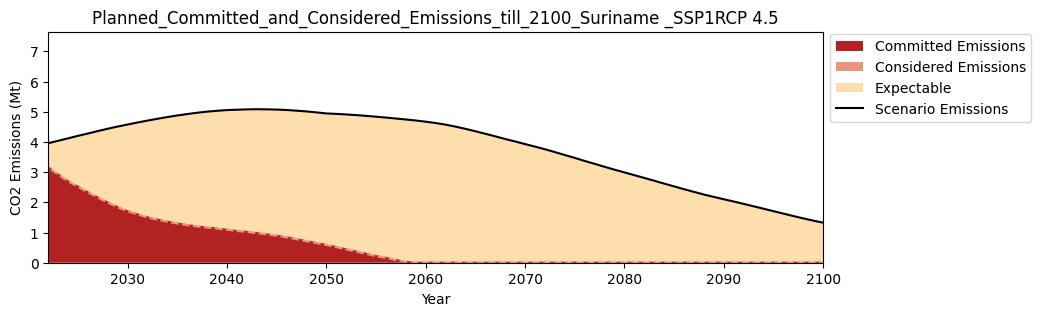 Planned_Committed_and_Considered_Emissions_till_2100_Suriname _SSP1RCP 4.5
CO2 Emissions (Mt)
7
6
5
4
3
2
1
0
2030 2040 2050 2060 2070 2080 2090 2100
Year
Committed Emissions
Considered Emissions
Expectable
Scenario Emissions